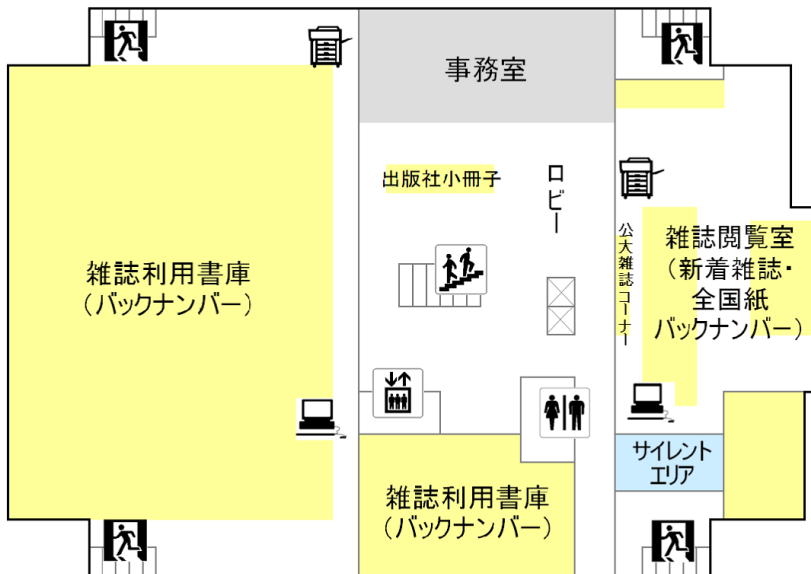 事務室
出版社小冊子
ロビー
公大雑誌コーナー
雑誌閲覧室
（新着雑誌・
全国紙
バックナンバー）
雑誌利用書庫
（バックナンバー）
サイレント
エリア
雑誌利用書庫
（バックナンバー）